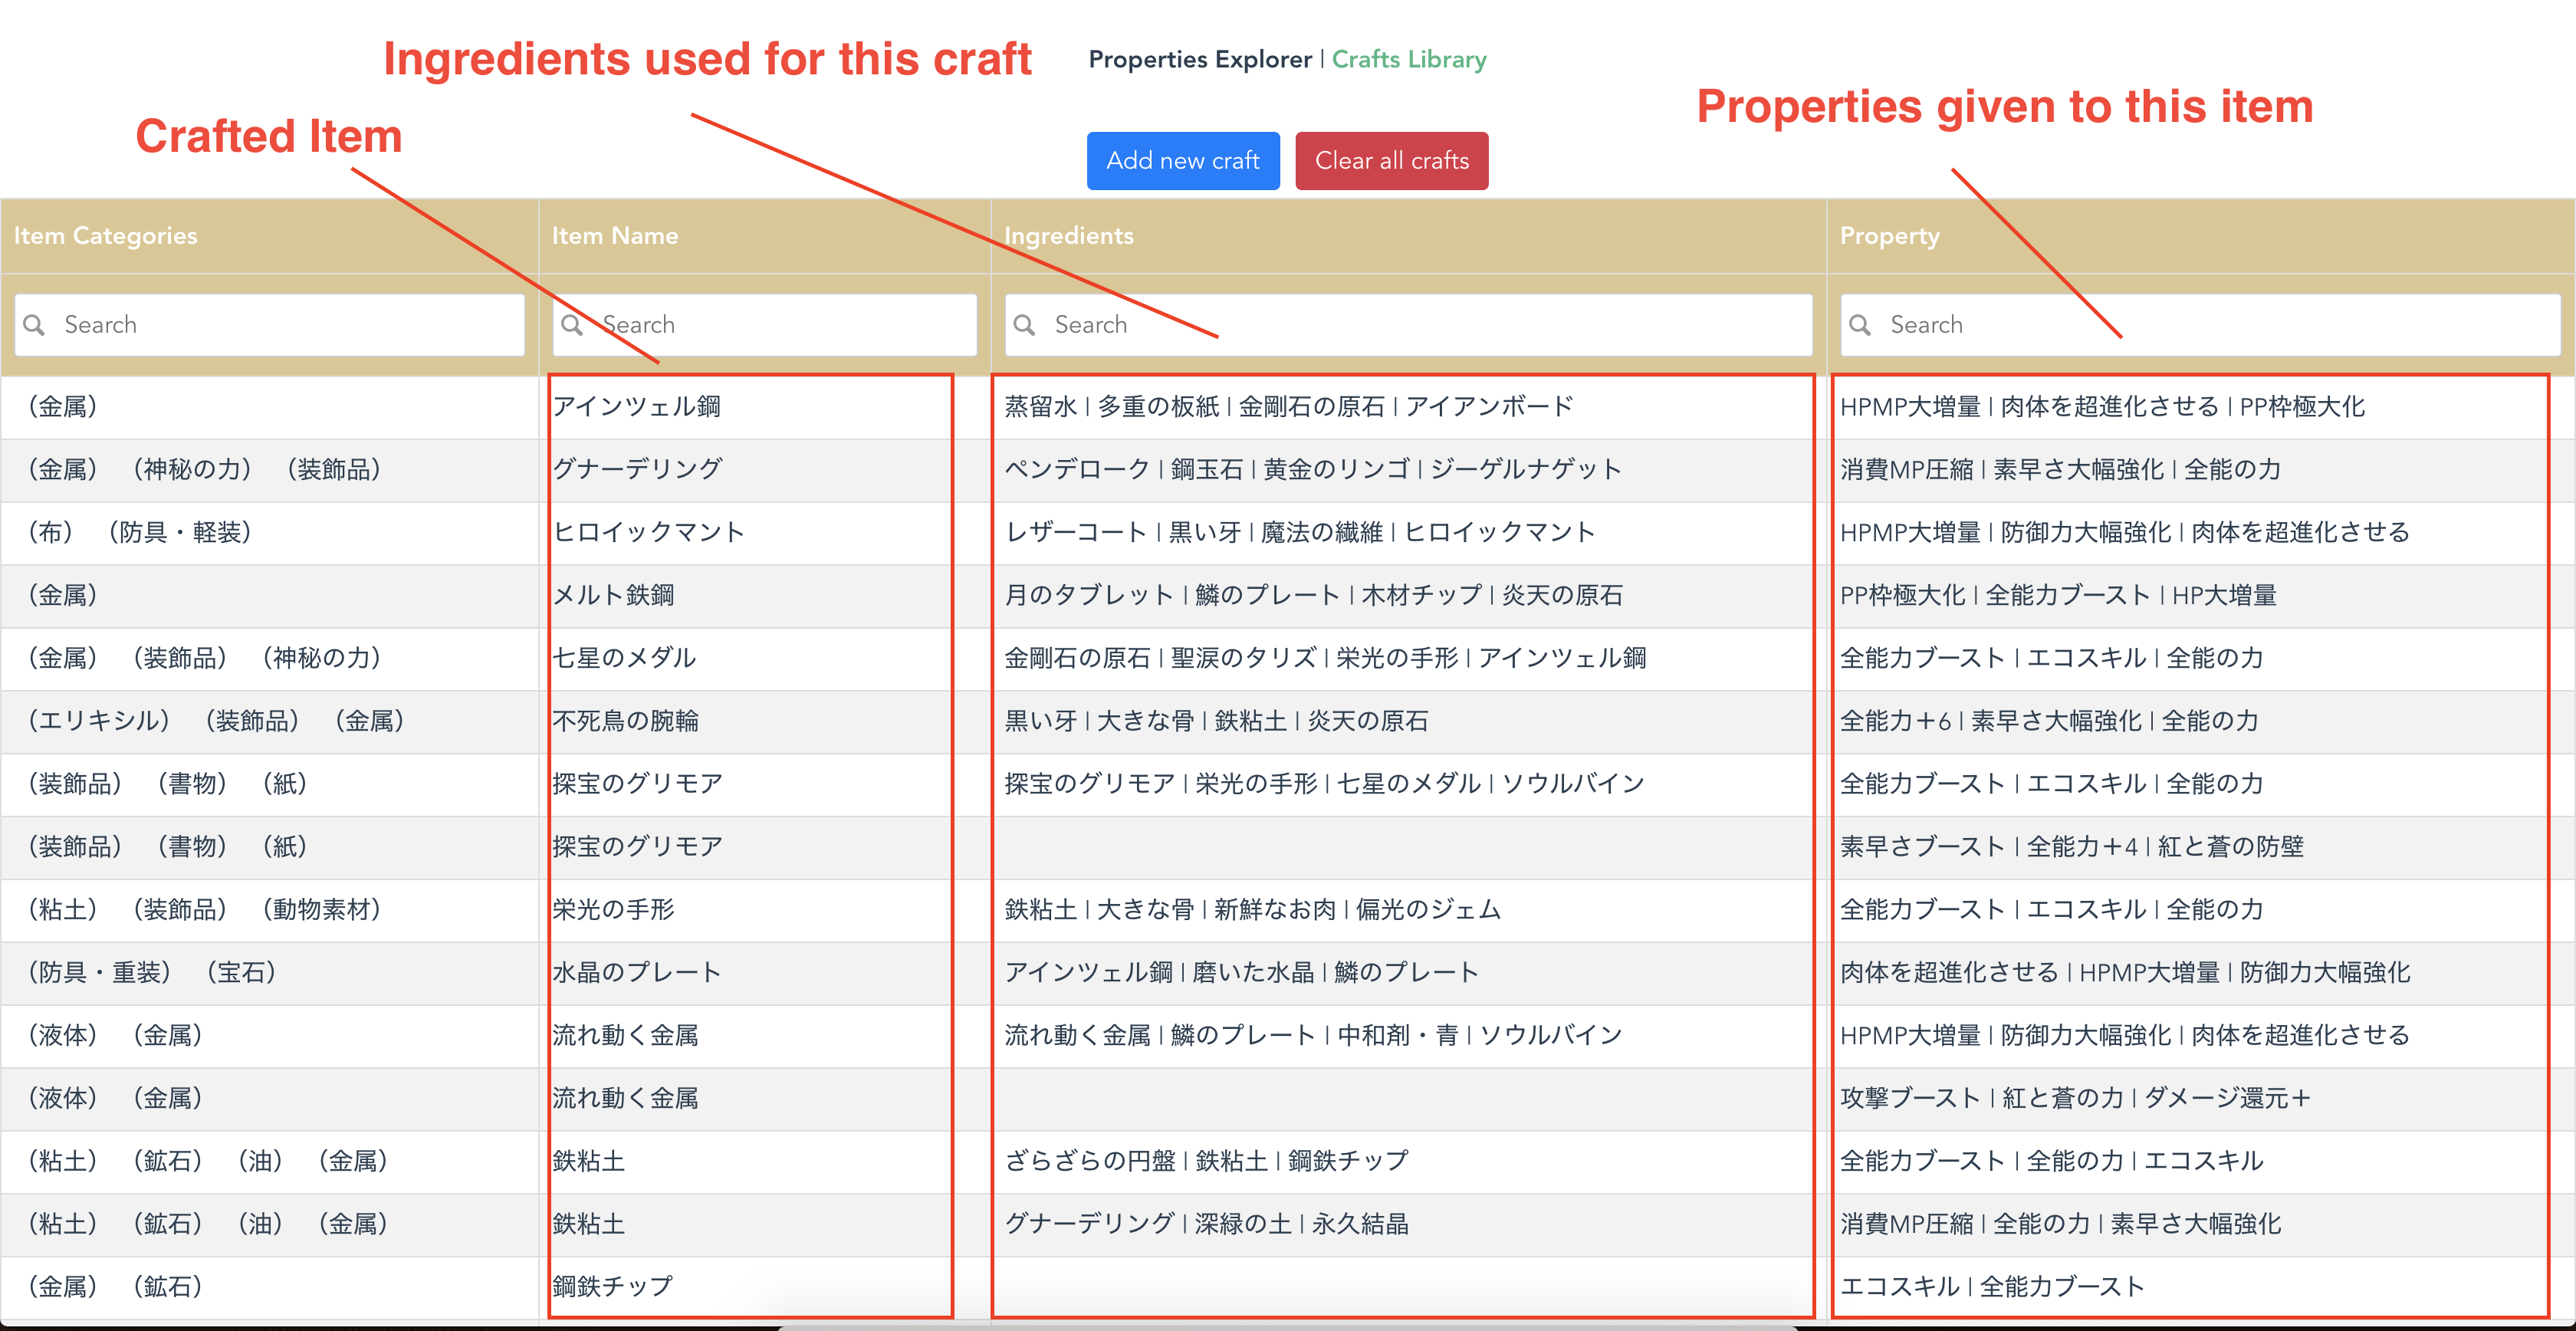 Ingredients used for this craft
Properties Explorer | Crafts Library
Properties given to this item
Crafted Item
Add new craft Clear all crafts
Item Categories Item Name Ingredients Property
Search Search Search Search
（金属） アインツェル鋼 蒸留水 | 多重の板紙 | 金剛石の原石 | アイアンボード HPMP大増量 | 肉体を超進化させる | PP枠極大化
（金属） （神秘の力） （装飾品） グナーデリング ペンデローク | 鋼玉石 | 黄金のリンゴ | ジーゲルナゲット 消費MP圧縮 | 素早さ大幅強化 | 全能の力
（布） （防具・軽装） ヒロイックマント レザーコート | 黒い牙 | 魔法の繊維 | ヒロイックマント HPMP大増量 | 防御力大幅強化 | 肉体を超進化させる
（金属） メルト鉄鋼 月のタブレット | 鱗のプレート | 木材チップ | 炎天の原石 PP枠極大化 | 全能力ブースト | HP大増量
（金属） （装飾品） （神秘の力） 七星のメダル 金剛石の原石 | 聖涙のタリズ | 栄光の手形 | アインツェル鋼 全能力ブースト | エコスキル | 全能の力
（エリキシル） （装飾品） （金属） 不死鳥の腕輪 黒い牙 | 大きな骨 | 鉄粘土 | 炎天の原石 全能力＋6 | 素早さ大幅強化 | 全能の力
（装飾品） （書物） （紙） 探宝のグリモア 探宝のグリモア | 栄光の手形 | 七星のメダル | ソウルバイン 全能力ブースト | エコスキル | 全能の力
（装飾品） （書物） （紙） 探宝のグリモア 素早さブースト | 全能力＋4 | 紅と蒼の防壁
（粘土） （装飾品） （動物素材） 栄光の手形 鉄粘土 | 大きな骨 | 新鮮なお肉 | 偏光のジェム 全能力ブースト | エコスキル | 全能の力
（防具・重装） （宝石） 水晶のプレート アインツェル鋼 | 磨いた水晶 | 鱗のプレート 肉体を超進化させる | HPMP大増量 | 防御力大幅強化
（液体） （金属） 流れ動く金属 流れ動く金属 | 鱗のプレート | 中和剤・青 | ソウルバイン HPMP大増量 | 防御力大幅強化 | 肉体を超進化させる
（液体） （金属） 流れ動く金属 攻撃ブースト | 紅と蒼の力 | ダメージ還元＋
（粘土） （鉱石） （油） （金属） 鉄粘土 ざらざらの円盤 | 鉄粘土 | 鋼鉄チップ 全能力ブースト | 全能の力 | エコスキル
（粘土） （鉱石） （油） （金属） 鉄粘土 グナーデリング | 深緑の土 | 永久結晶 消費MP圧縮 | 全能の力 | 素早さ大幅強化
（金属） （鉱石） 鋼鉄チップ エコスキル | 全能力ブースト